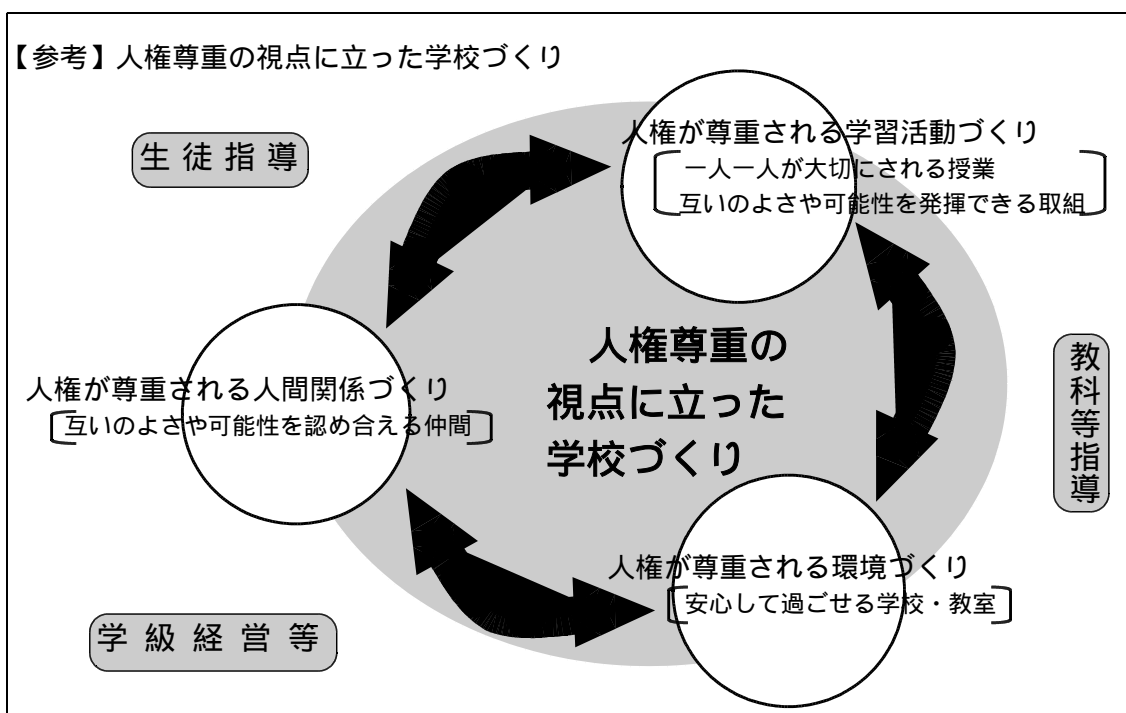 【参考】人権尊重の視点に立った学校づくり
生徒指導
人権が尊重される学習活動づくり
一人一人が大切にされる授業
互いのよさや可能性を発揮できる取組
人権が尊重される人間関係づくり
互いのよさや可能性を認め合える仲間
人権尊重の
視点に立った
学校づくり
教科等指導
人権が尊重される環境づくり
安心して過ごせる学校・教室
学級経営等